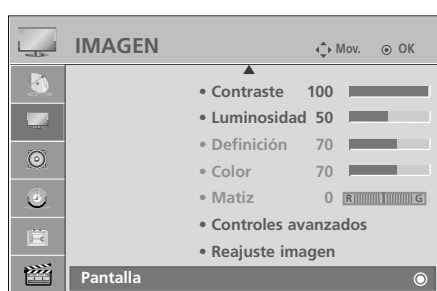 IMAGEN Mov. OK
• Contraste 100
• Luminosidad 50
• Definición 70
• Color 70
• Matiz 0 R G
• Controles avanzados
• Reajuste imagen
Pantalla